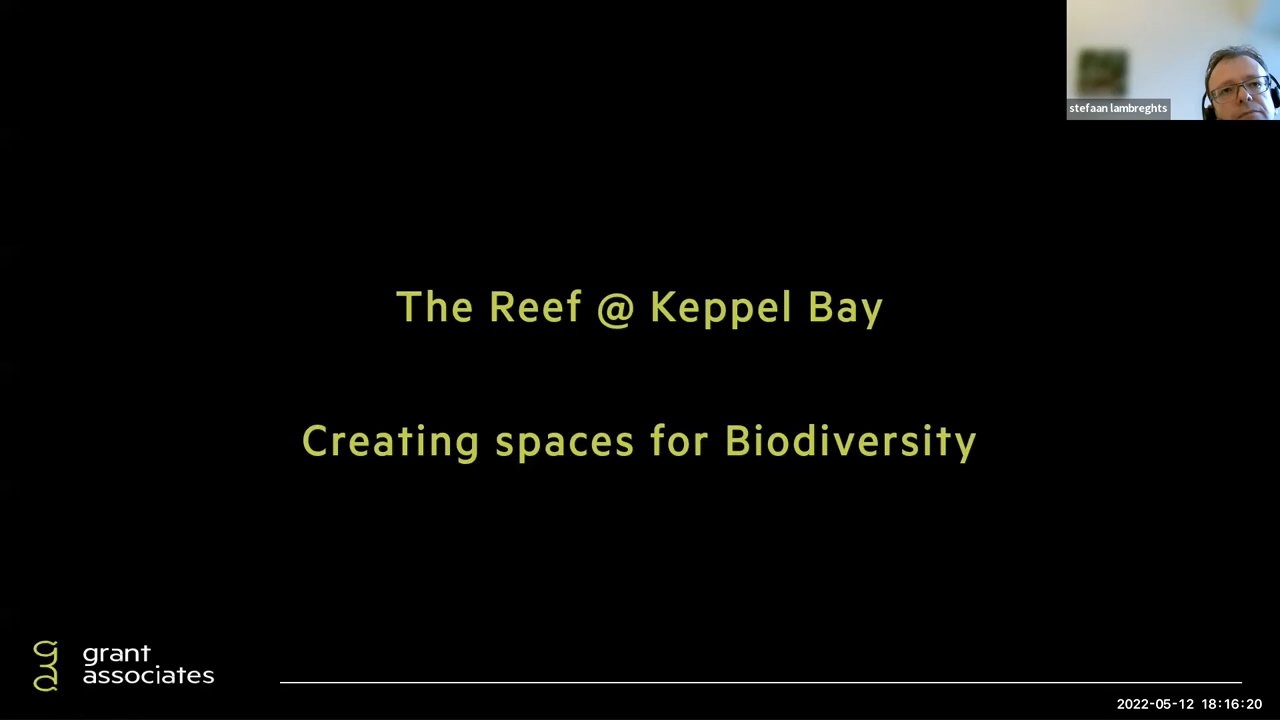 stefaan lambreghts
The Reef @ Keppel Bay
Creating spaces for Biodiversity
grant
associates
2022-05-12 18:16:20